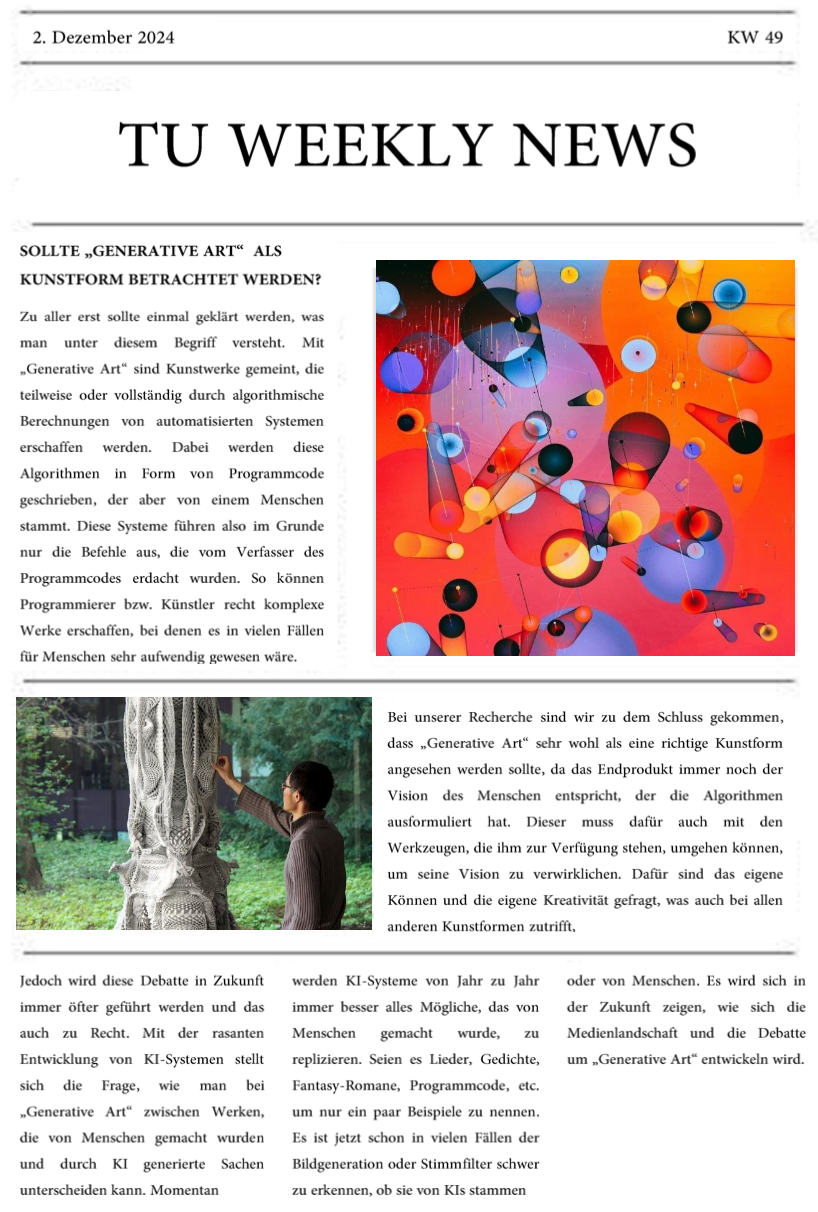 2. Dezember 2024
KW 49
TU WEEKLY NEWS
SOLLTE „GENERATIVE ART“ ALS
KUNSTFORM BETRACHTET WERDEN?
Zu aller erst sollte einmal geklärt werden, was
man unter diesem Begriff versteht. Mit
„Generative Art“ sind Kunstwerke gemeint, die
teilweise oder vollständig durch algorithmische
Berechnungen von automatisierten Systemen
erschaffen werden. Dabei werden diese
Algorithmen in Form von Programmcode
geschrieben, der aber von einem Menschen
stammt. Diese Systeme führen also im Grunde
nur die Befehle aus, die vom Verfasser des
Programmcodes erdacht wurden. So können
Programmierer bzw. Künstler recht komplexe
Werke erschaffen, bei denen es in vielen Fällen
für Menschen sehr aufwendig gewesen wäre.
Bei unserer Recherche sind wir zu dem Schluss gekommen,
dass „Generative Art“ sehr wohl als eine richtige Kunstform
angesehen werden sollte, da das Endprodukt immer noch der
Vision des Menschen entspricht, der die Algorithmen
ausformuliert hat. Dieser muss dafür auch mit den
Werkzeugen, die ihm zur Verfügung stehen, umgehen können,
um seine Vision zu verwirklichen. Dafür sind das eigene
Können und die eigene Kreativität gefragt, was auch bei allen
anderen Kunstformen zutrifft,
Jedoch wird diese Debatte in Zukunft
immer öfter geführt werden und das
auch zu Recht. Mit der rasanten
Entwicklung von KI-Systemen stellt
sich die Frage, wie man bei
„Generative Art“ zwischen Werken,
die von Menschen gemacht wurden
und durch KI generierte Sachen
unterscheiden kann. Momentan
werden KI-Systeme von Jahr zu Jahr
immer besser alles Mögliche, das von
Menschen gemacht wurde, zu
replizieren. Seien es Lieder, Gedichte,
Fantasy-Romane, Programmcode, etc.
um nur ein paar Beispiele zu nennen.
Es ist jetzt schon in vielen Fällen der
Bildgeneration oder Stimmfilter schwer
zu erkennen, ob sie von KIs stammen
oder von Menschen. Es wird sich in
der Zukunft zeigen, wie sich die
Medienlandschaft und die Debatte
um „Generative Art“ entwickeln wird.